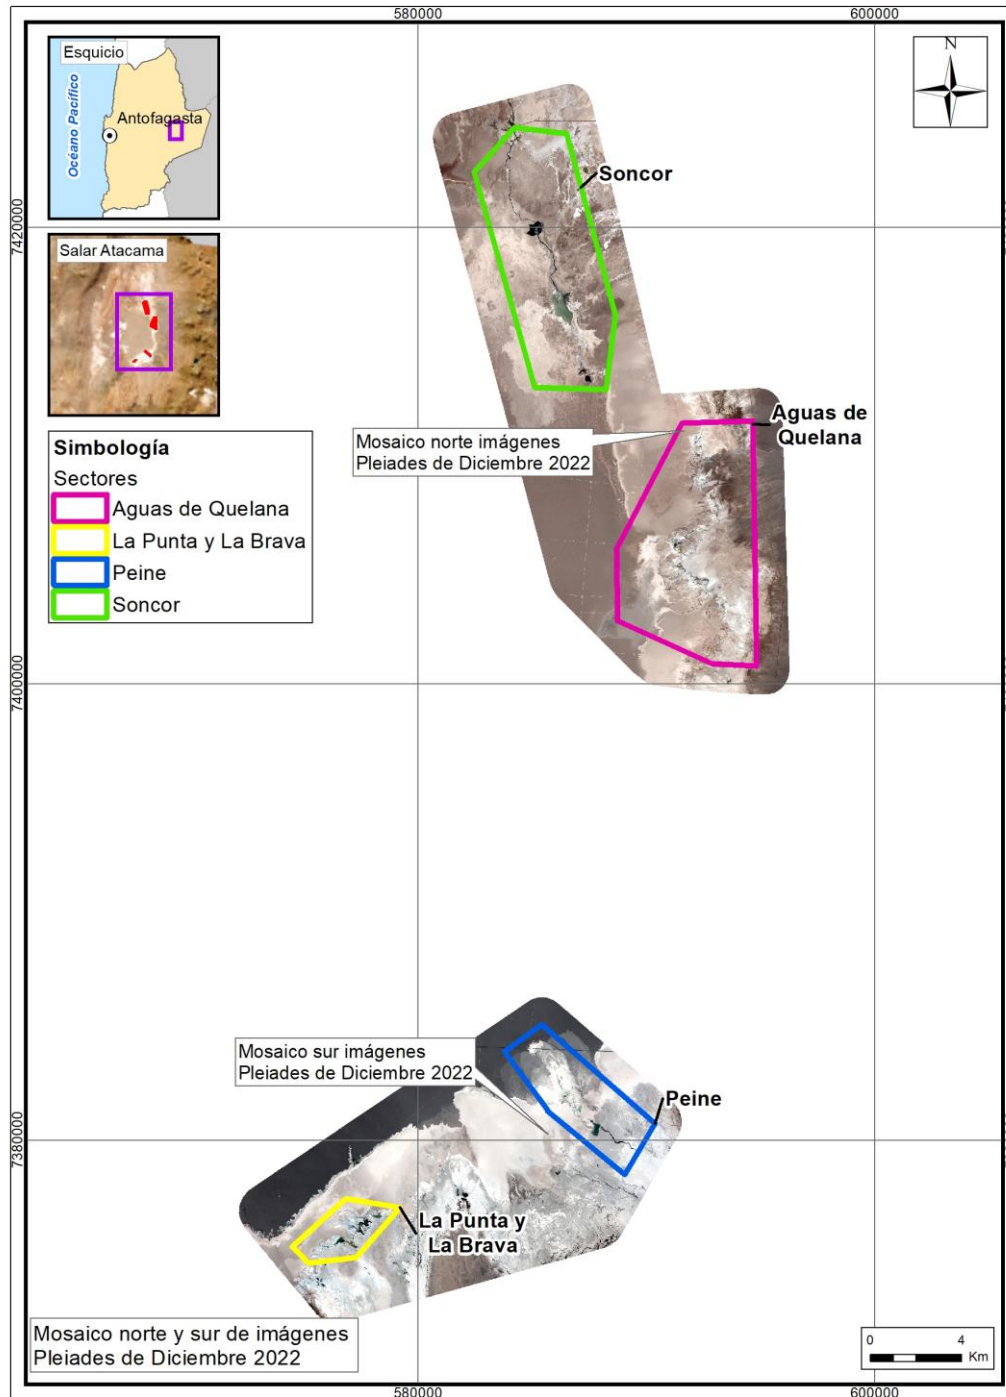 580000
600000
Esquicio
Océano Pacífico
Antofagasta
N
Soncor
7420000
Salar Atacama
Aguas de
Quelana
Mosaico norte imágenes
Pleiades de Diciembre 2022
Simbología
Sectores
Aguas de Quelana
La Punta y La Brava
Peine
Soncor
7400000
Mosaico sur imágenes
Pleiades de Diciembre 2022
Peine
7380000
La Punta y
La Brava
Mosaico norte y sur de imágenes
Pleiades de Diciembre 2022
0 4
Km
580000
600000